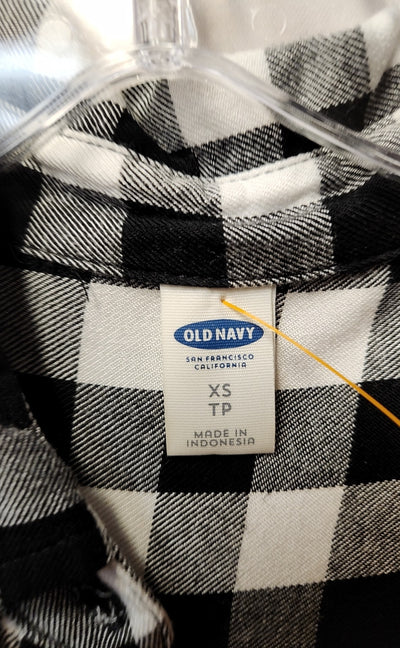 OLD NAVY
SAN FRANCISCO
CALIFORNIA
XS
TP
MADE IN
INDONESIA